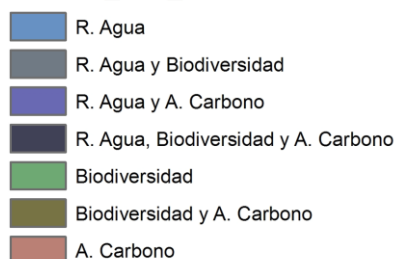 R. Agua
R. Agua y Biodiversidad
R. Agua y A. Carbono
R. Agua, Biodiversidad y A. Carbono
Biodiversidad
Biodiversidad y A. Carbono
A. Carbono